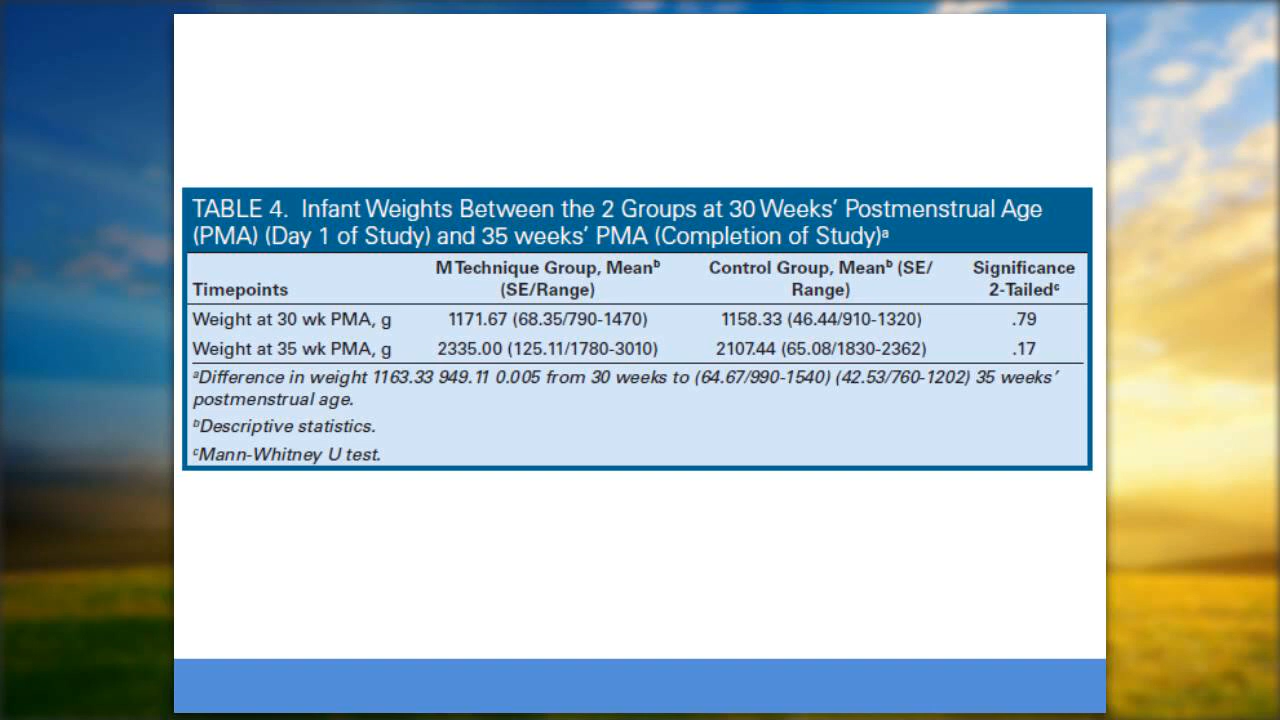 TABLE 4. Infant Weights Between the 2 Groups at 30 Weeks’ Postmenstrual Age
(PMA) (Day 1 of Study) and 35 weeks’ PMA (Completion of Study)ᵃ
Timepoints M Technique Group, Meanᵇ (SE/Range) Control Group, Meanᵇ (SE/Range) Significance 2-Tailedᶜ
Weight at 30 wk PMA, g 1171.67 (68.35/790-1470) 1158.33 (46.44/910-1320) .79
Weight at 35 wk PMA, g 2335.00 (125.11/1780-3010) 2107.44 (65.08/1830-2362) .17
ᵃDifference in weight 1163.33 949.11 0.005 from 30 weeks to (64.67/990-1540) (42.53/760-1202) 35 weeks’
postmenstrual age.
ᵇDescriptive statistics.
ᶜMann-Whitney U test.